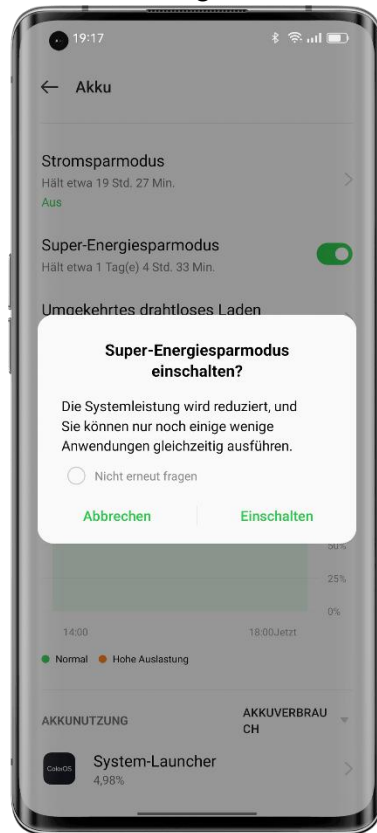 19:17
Akku
Stromsparmodus
Hält etwa 19 Std. 27 Min.
Aus
Super-Energiesparmodus
Hält etwa 1 Tag(e) 4 Std. 33 Min.
Umgekehrtes drahtloses Laden
Super-Energiesparmodus
einschalten?
Die Systemleistung wird reduziert, und
Sie können nur noch einige wenige
Anwendungen gleichzeitig ausführen.
Nicht erneut fragen
Abbrechen Einschalten
50%
25%
0%
14:00 18:00Jetzt
Normal Hohe Auslastung
AKKUNUTZUNG AKKUVERBRAU
CH
ColorOS System-Launcher
4,98%